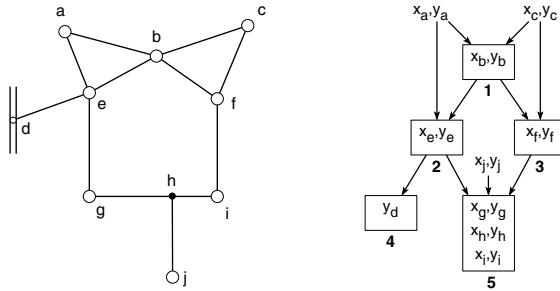 a
b
c
d
e
f
g
h
i
j
x_a,y_a
x_c,y_c
x_b,y_b
1
x_e,y_e
2
x_f,y_f
3
x_j,y_j
y_d
4
x_g,y_g
x_h,y_h
x_i,y_i
5